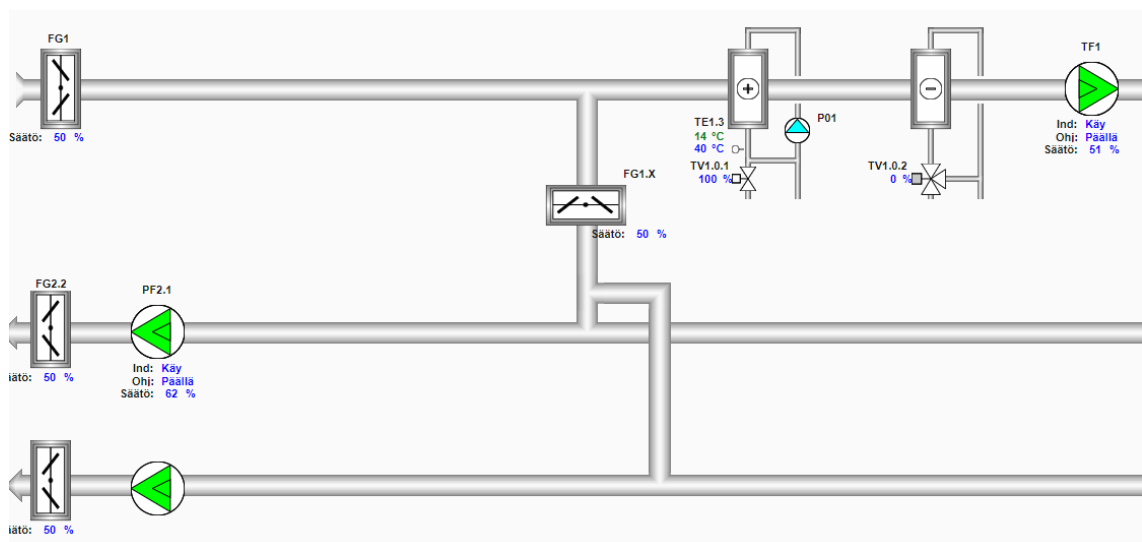 FG1
Säätö: 50 %
TF1
Ind: Käy
Ohj: Päällä
Säätö: 51 %
TE1.3
14 °C
40 °C
P01
TV1.0.1
100 %
TV1.0.2
0 %
FG1.X
Säätö: 50 %
FG2.2
äätö: 50 %
PF2.1
Ind: Käy
Ohj: Päällä
Säätö: 62 %
äätö: 50 %